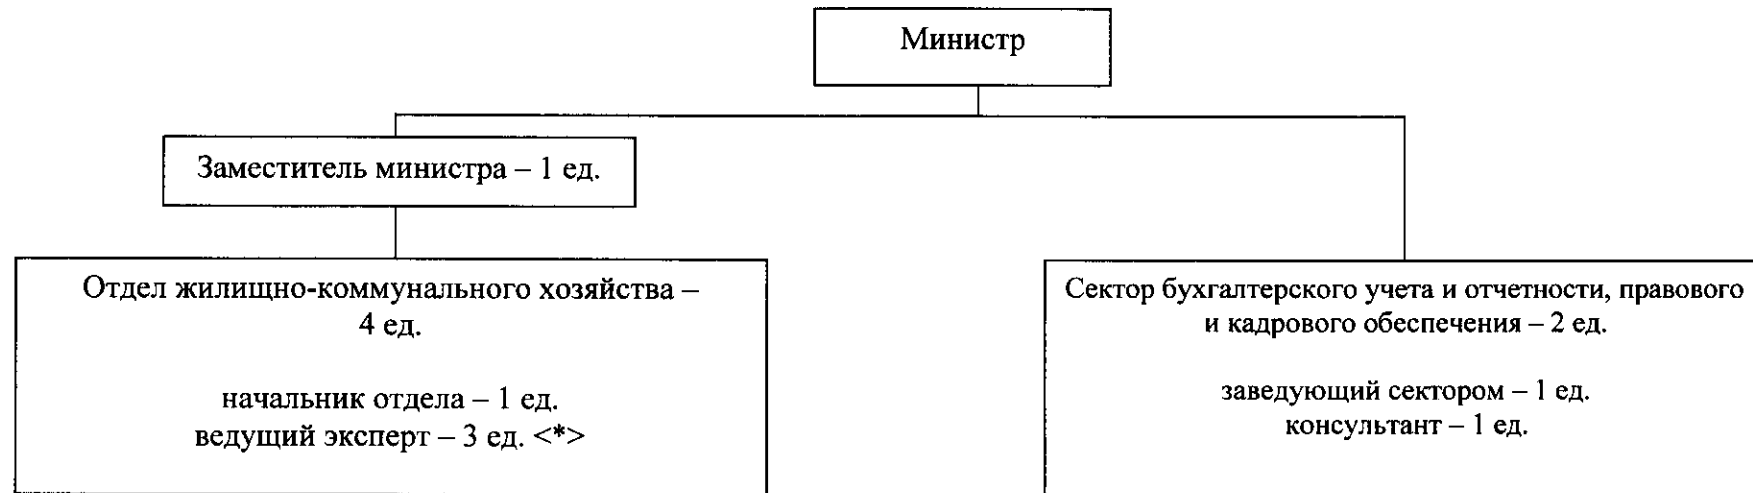 Министр
Заместитель министра – 1 ед.
Отдел жилищно-коммунального хозяйства –
4 ед.
начальник отдела – 1 ед.
ведущий эксперт – 3 ед. <*>
Сектор бухгалтерского учета и отчетности, правового
и кадрового обеспечения – 2 ед.
заведующий сектором – 1 ед.
консультант – 1 ед.